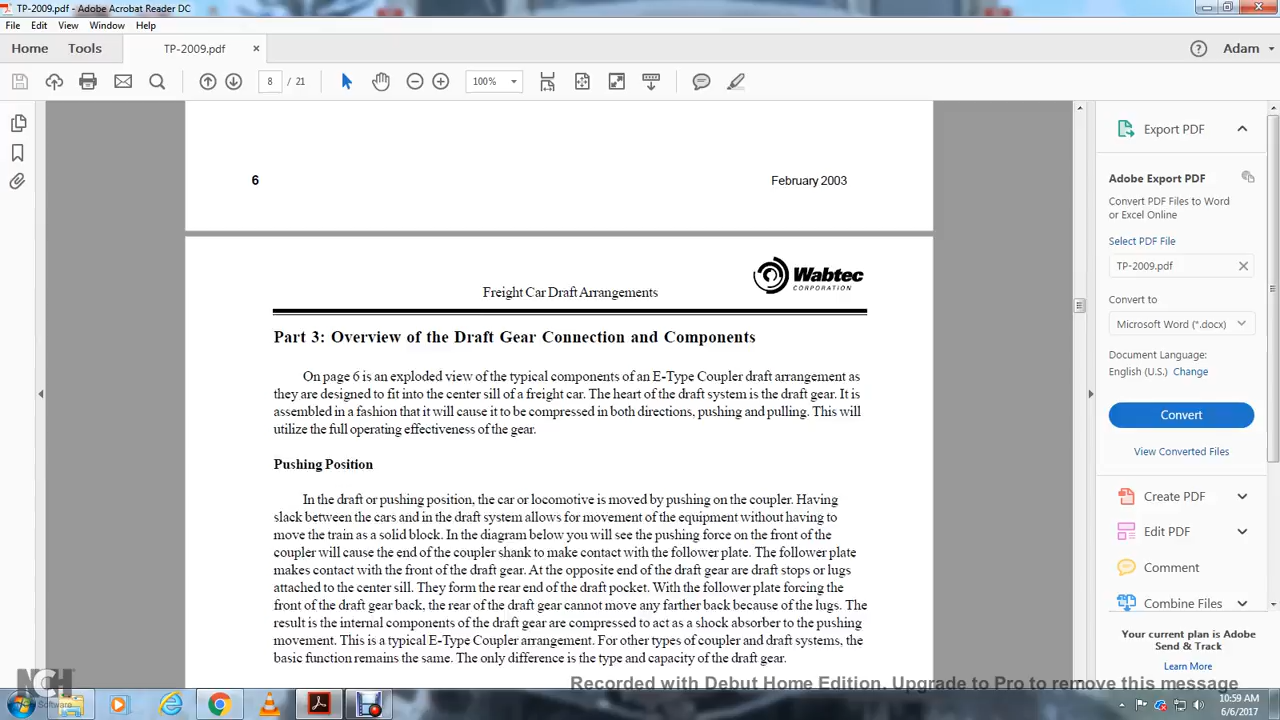 TP-2009.pdf - Adobe Acrobat Reader DC
File Edit View Window Help
Home Tools TP-2009.pdf × Adam
8 / 21 100%
6 February 2003
Wabtec
CORPORATION
Freight Car Draft Arrangements
Part 3: Overview of the Draft Gear Connection and Components
On page 6 is an exploded view of the typical components of an E-Type Coupler draft arrangement as
they are designed to fit into the center sill of a freight car. The heart of the draft system is the draft gear. It is
assembled in a fashion that it will cause it to be compressed in both directions, pushing and pulling. This will
utilize the full operating effectiveness of the gear.
Pushing Position
In the draft or pushing position, the car or locomotive is moved by pushing on the coupler. Having
slack between the cars and in the draft system allows for movement of the equipment without having to
move the train as a solid block. In the diagram below you will see the pushing force on the front of the
coupler will cause the end of the coupler shank to make contact with the follower plate. The follower plate
makes contact with the front of the draft gear. At the opposite end of the draft gear are draft stops or lugs
attached to the center sill. They form the rear end of the draft pocket. With the follower plate forcing the
front of the draft gear back, the rear of the draft gear cannot move any farther back because of the lugs. The
result is the internal components of the draft gear are compressed to act as a shock absorber to the pushing
movement. This is a typical E-Type Coupler arrangement. For other types of coupler and draft systems, the
basic function remains the same. The only difference is the type and capacity of the draft gear.
Export PDF
Adobe Export PDF
Convert PDF Files to Word
or Excel Online
Select PDF File
TP-2009.pdf
Convert to
Microsoft Word (*.docx)
Document Language:
English (U.S.) Change
Convert
View Converted Files
Create PDF
Edit PDF
Comment
Combine Files
Your current plan is Adobe
Send & Track
Learn More
NCH Software
Recorded with Debut Home Edition. Upgrade to Pro to remove this message
10:59 AM
6/6/2017